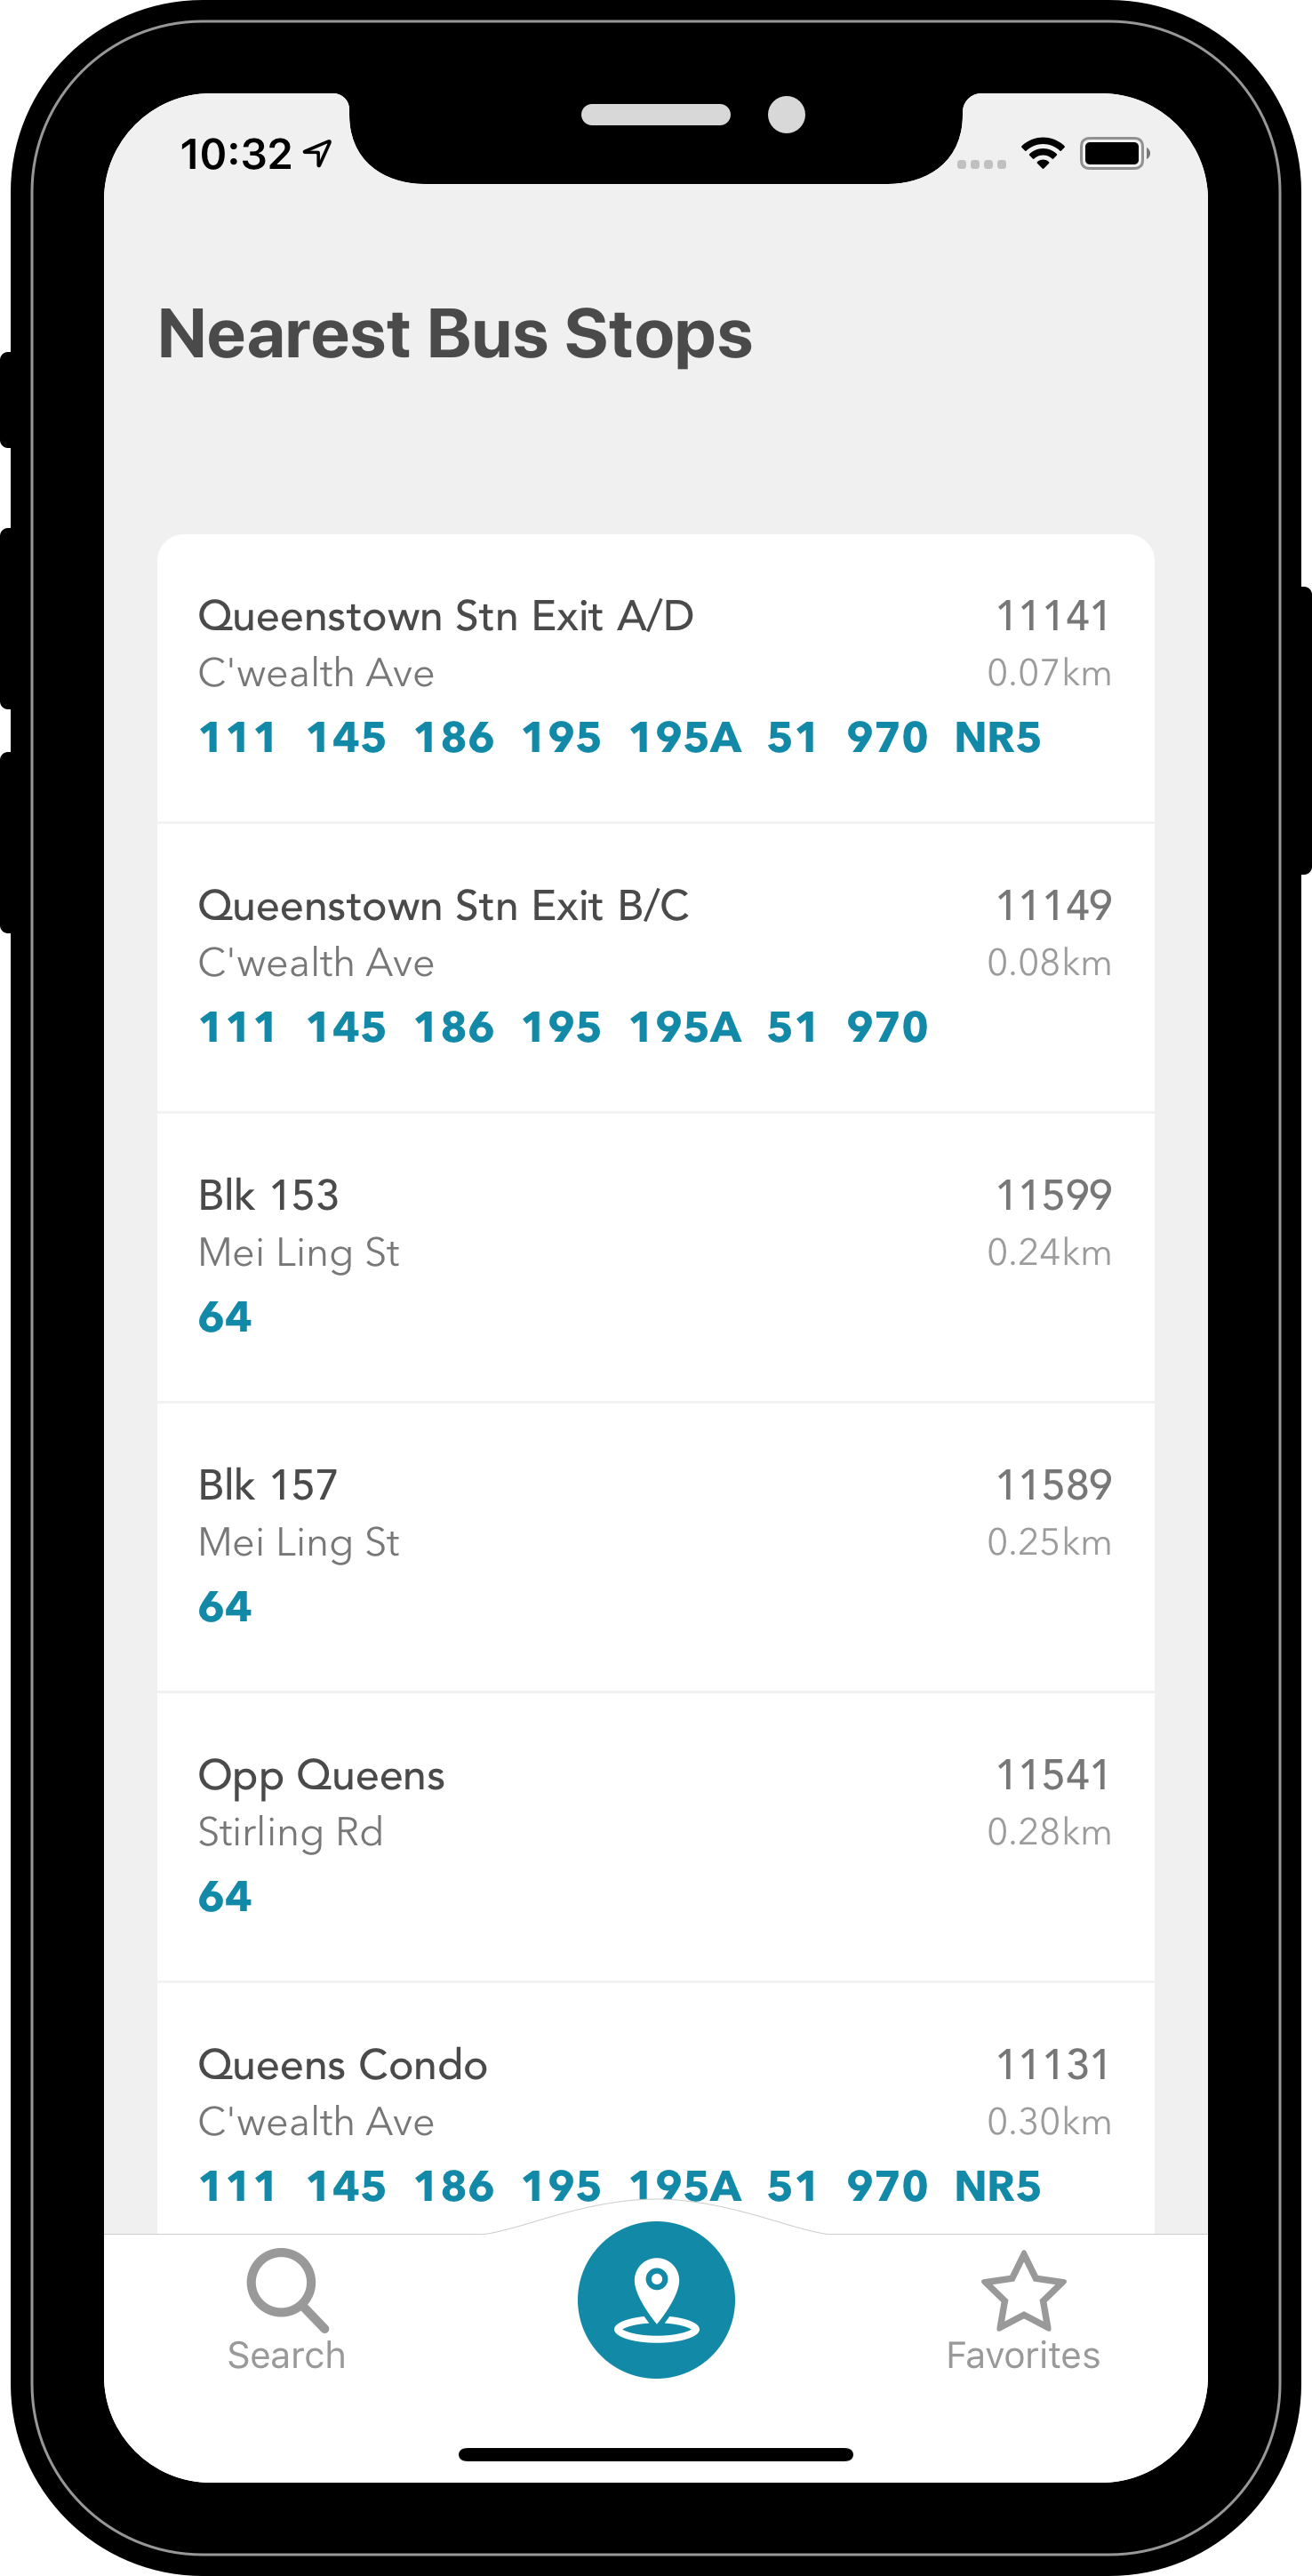 10:32
Nearest Bus Stops
Queenstown Stn Exit A/D 11141
C'wealth Ave 0.07km
111 145 186 195 195A 51 970 NR5
Queenstown Stn Exit B/C 11149
C'wealth Ave 0.08km
111 145 186 195 195A 51 970
Blk 153 11599
Mei Ling St 0.24km
64
Blk 157 11589
Mei Ling St 0.25km
64
Opp Queens 11541
Stirling Rd 0.28km
64
Queens Condo 11131
C'wealth Ave 0.30km
111 145 186 195 195A 51 970 NR5
Search Favorites